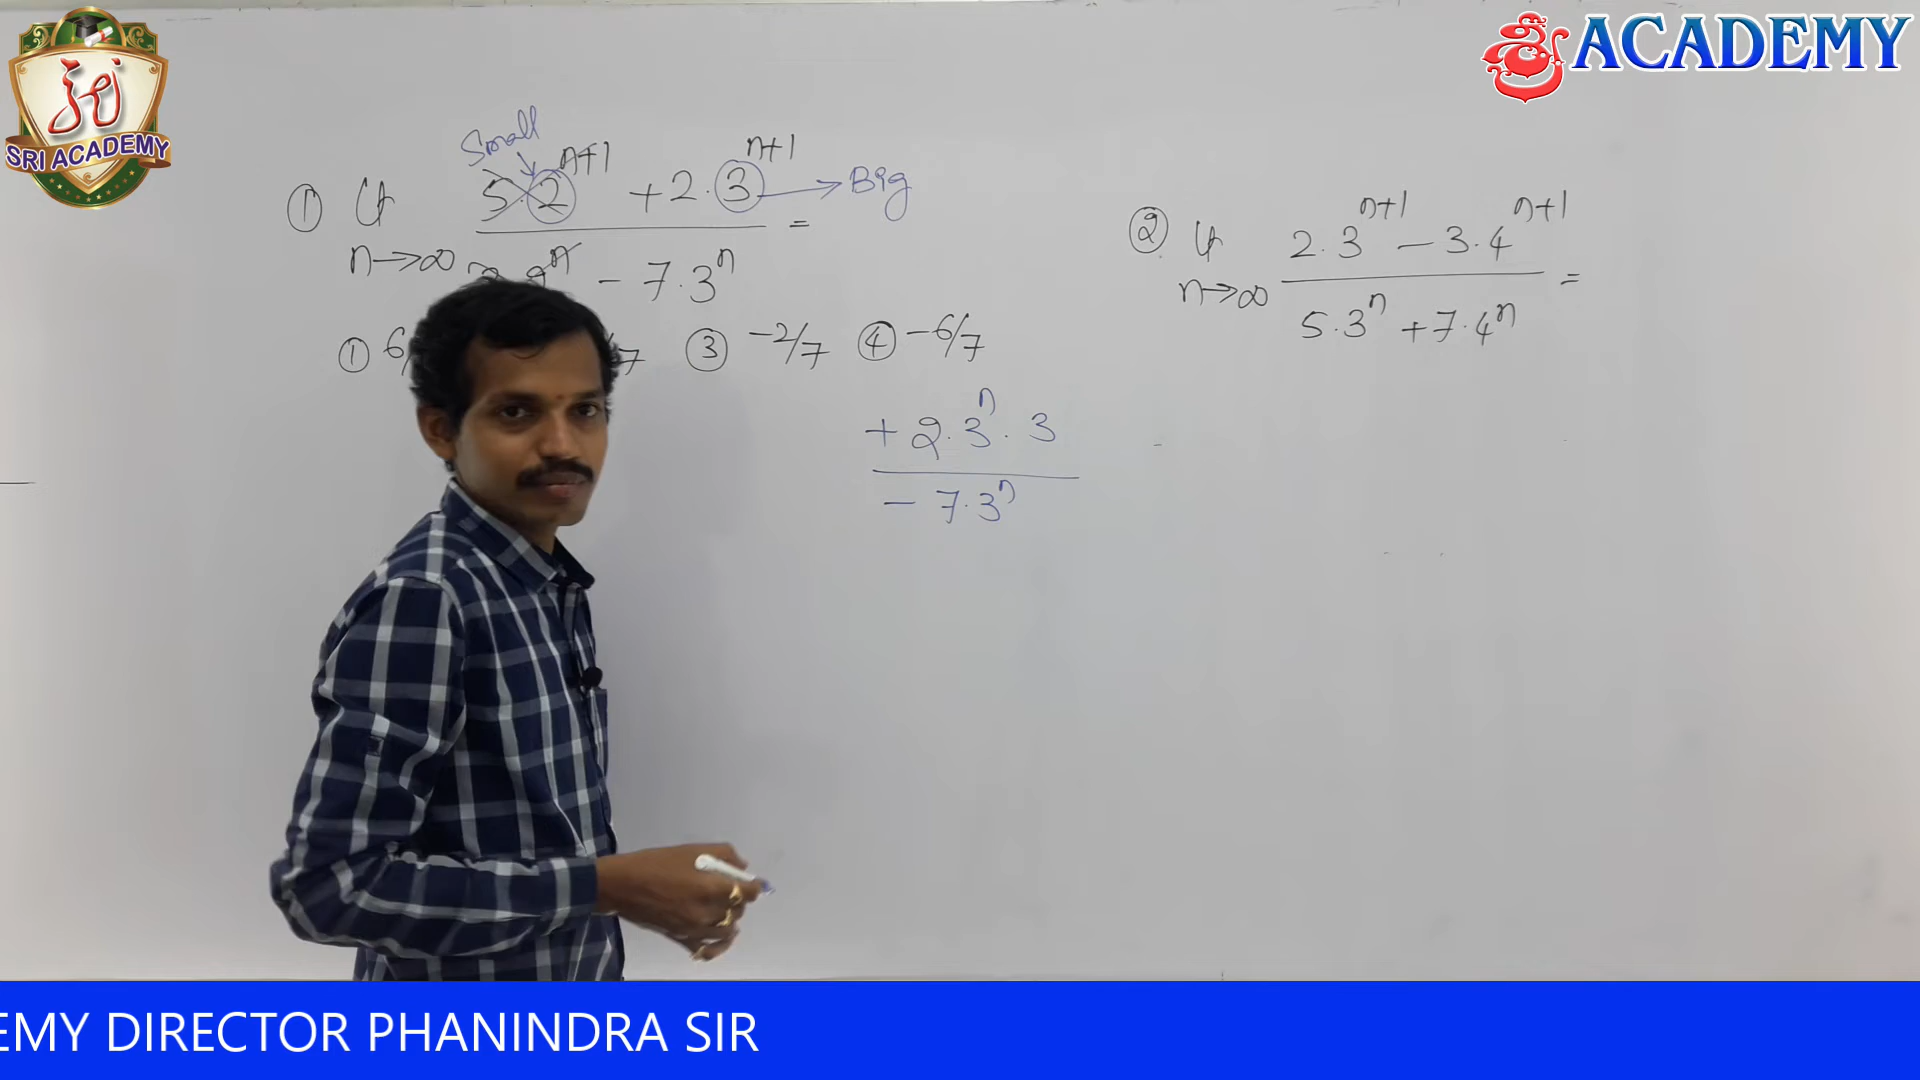 Sri
SRI ACADEMY
ACADEMY
Small
① Lt n→∞ 5·2^(n+1) + 2·3^(n+1) → Big
− 7·3^n
=
① 6/ /7 ③ −2/7 ④ −6/7
+ 2·3^n·3
− 7·3^n
② Lt n→∞ 2·3^(n+1) − 3·4^(n+1)
5·3^n + 7·4^n
=
EMY DIRECTOR PHANINDRA SIR